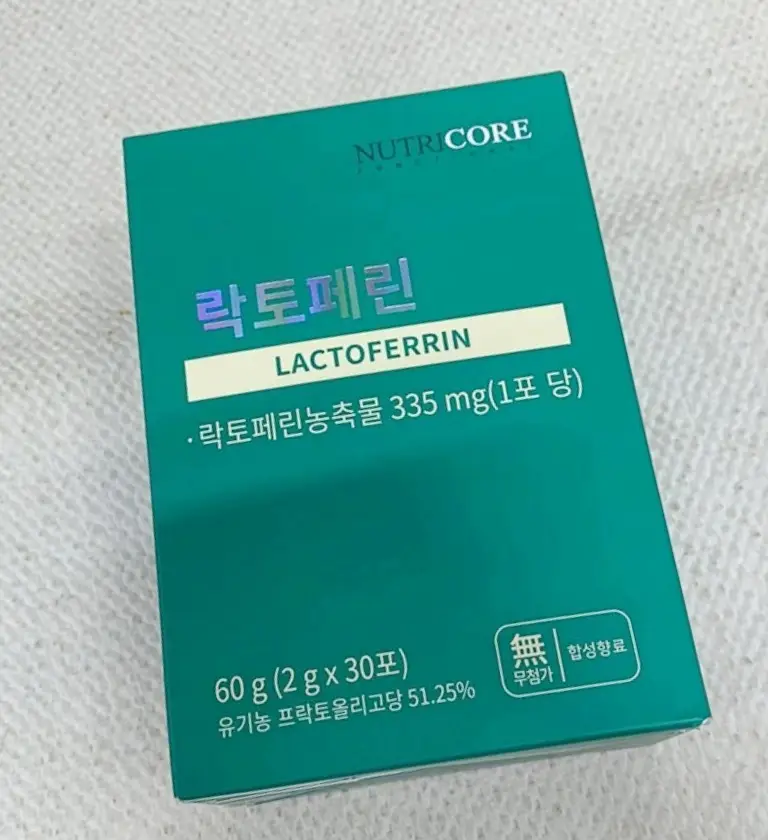 NUTRICORE
락토페린
LACTOFERRIN
·락토페린농축물 335 mg(1포 당)
60 g (2 g x 30포)
유기농 프락토올리고당 51.25%
無
무첨가
합성향료